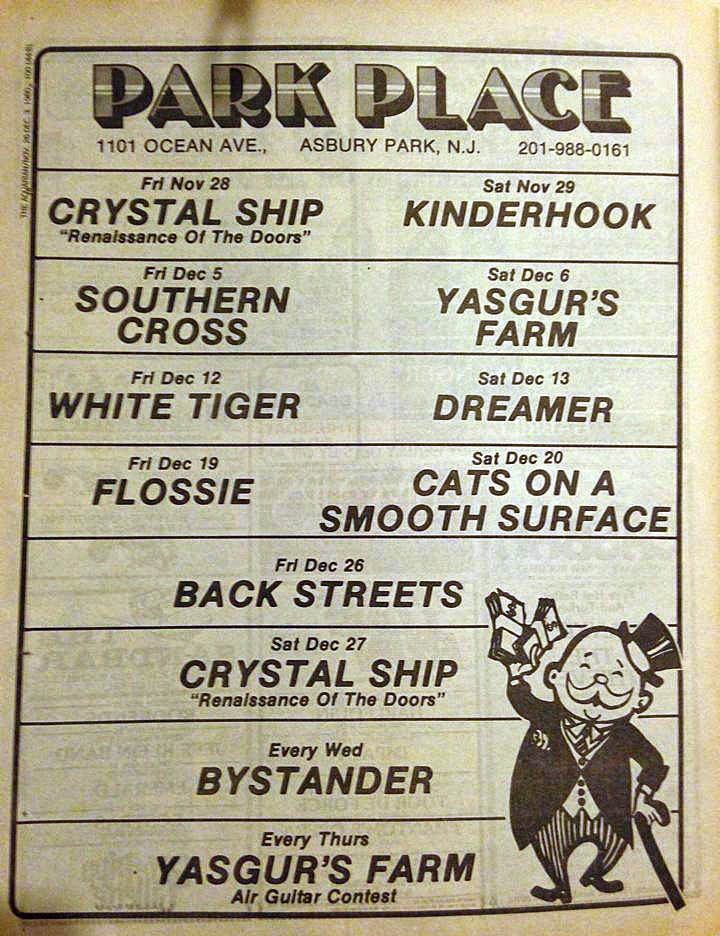 PARK PLACE
1101 OCEAN AVE., ASBURY PARK, N.J. 201-988-0161
Fri Nov 28
CRYSTAL SHIP
"Renaissance Of The Doors"
Sat Nov 29
KINDERHOOK
Fri Dec 5
SOUTHERN
CROSS
Sat Dec 6
YASGUR'S
FARM
Fri Dec 12
WHITE TIGER
Sat Dec 13
DREAMER
Fri Dec 19
FLOSSIE
Sat Dec 20
CATS ON A
SMOOTH SURFACE
Fri Dec 26
BACK STREETS
Sat Dec 27
CRYSTAL SHIP
"Renaissance Of The Doors"
Every Wed
BYSTANDER
Every Thurs
YASGUR'S FARM
Air Guitar Contest
$
$